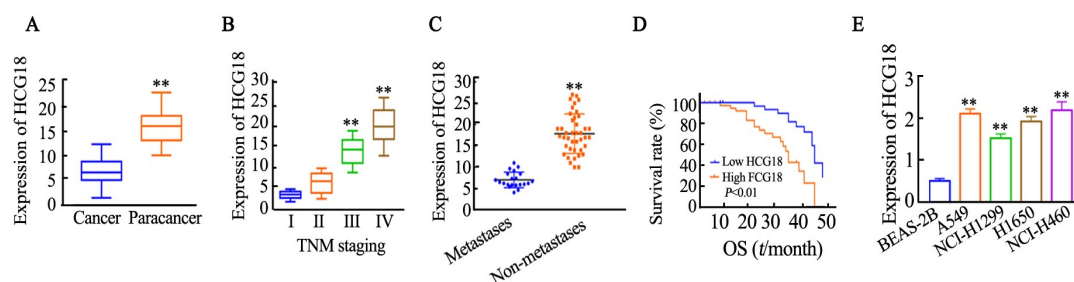 A
Expression of HCG18
25
20
15
10
5
0
**
Cancer Paracancer
B
Expression of HCG18
30
25
20
15
10
5
0
**
**
I II III IV
TNM staging
C
Expression of HCG18
30
25
20
15
10
5
0
**
Metastases
Non-metastases
D
Survival rate (%)
100
80
60
40
20
0
Low HCG18
High FCG18
P<0.01
10 20 30 40 50
OS (t/month)
E
Expression of HCG18
3
2
1
0
**
**
**
**
BEAS-2B
A549
NCI-H1299
H1650
NCI-H460